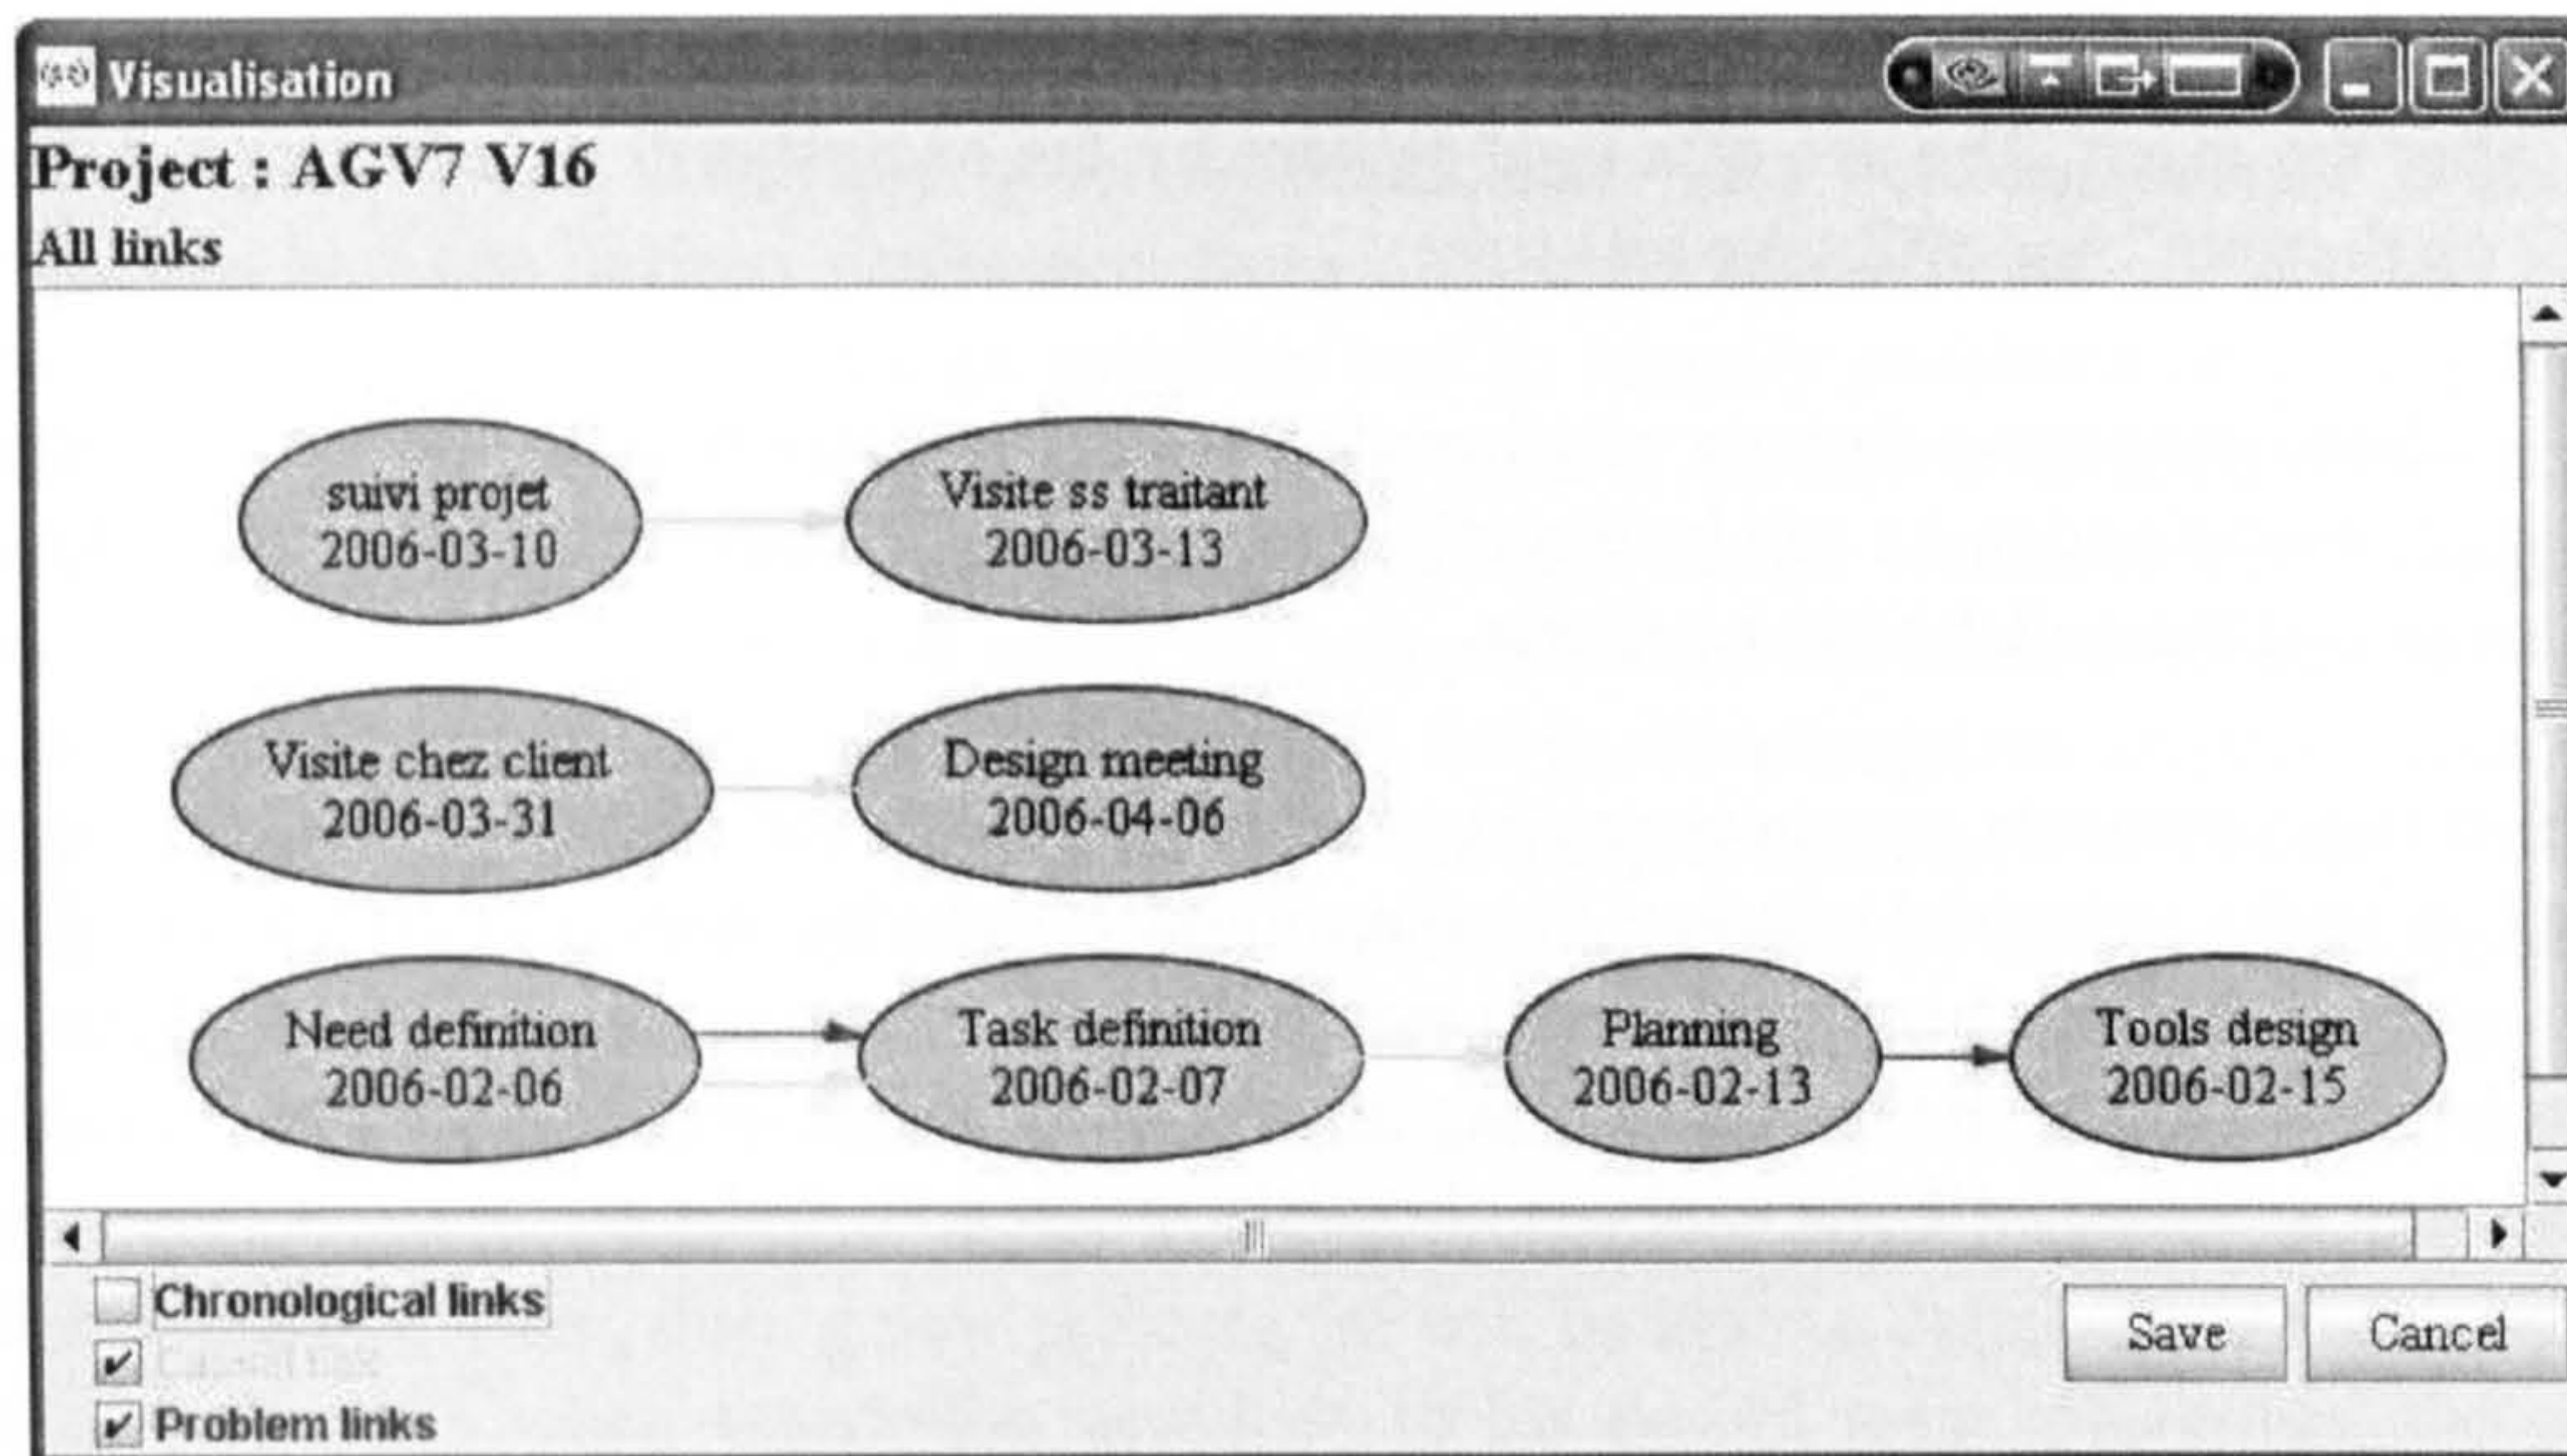 Visualisation
Project : AGV7 V16
All links
suivi projet
2006-03-10
Visite ss traitant
2006-03-13
Visite chez client
2006-03-31
Design meeting
2006-04-06
Need definition
2006-02-06
Task definition
2006-02-07
Planning
2006-02-13
Tools design
2006-02-15
Chronological links
Problem links
Save
Cancel